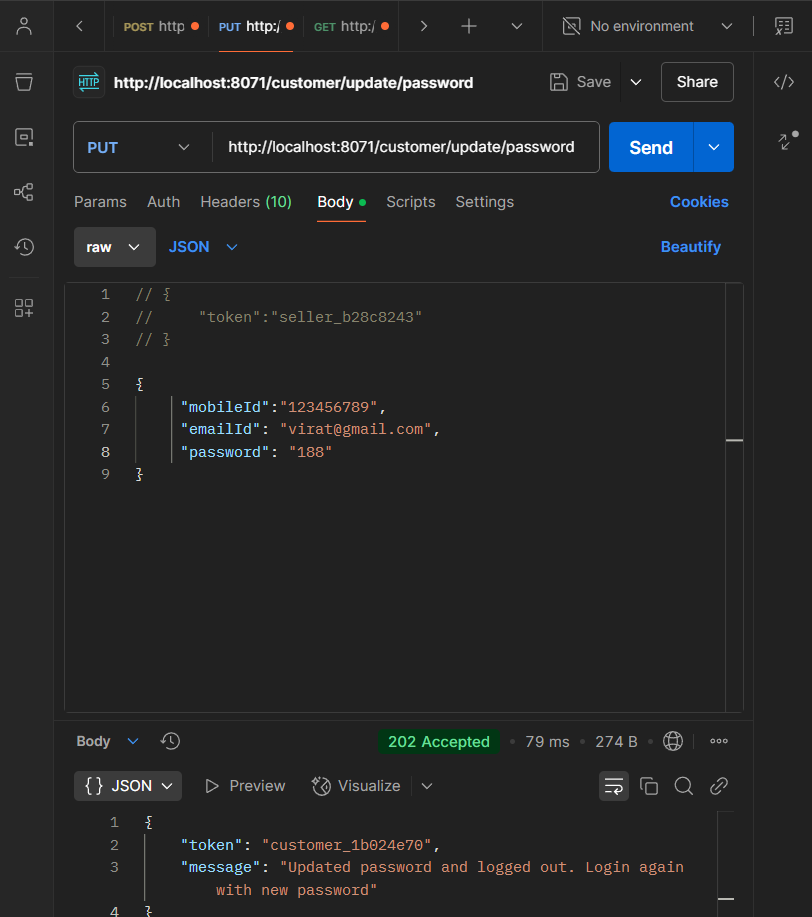 POST http PUT http:/ GET http:/ No environment
HTTP http://localhost:8071/customer/update/password Save Share
PUT http://localhost:8071/customer/update/password Send
Params Auth Headers (10) Body Scripts Settings Cookies
raw JSON Beautify
1 // {
2 // "token":"seller_b28c8243"
3 // }
4
5 {
6 "mobileId":"123456789",
7 "emailId": "virat@gmail.com",
8 "password": "188"
9 }
Body 202 Accepted • 79 ms • 274 B •
{} JSON Preview Visualize
1 {
2 "token": "customer_1b024e70",
3 "message": "Updated password and logged out. Login again
with new password"
4 }